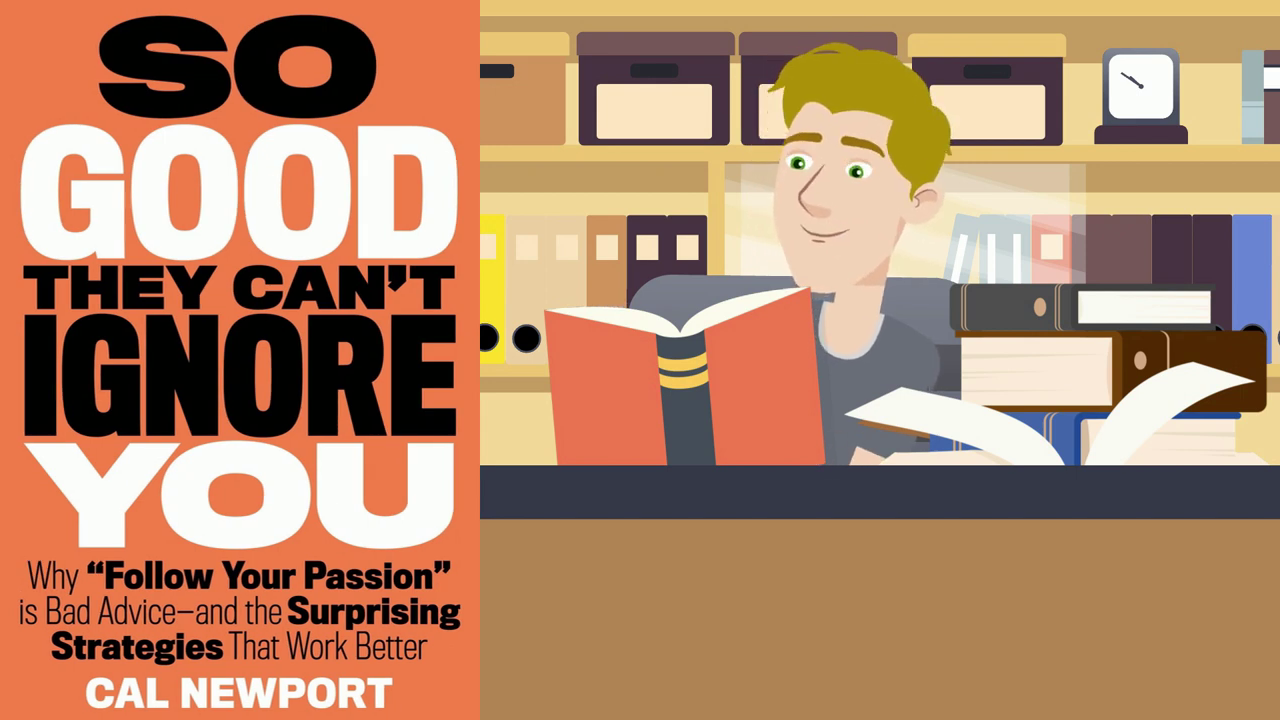 SO
GOOD
THEY CAN'T
IGNORE
YOU
Why “Follow Your Passion”
is Bad Advice—and the Surprising
Strategies That Work Better
CAL NEWPORT